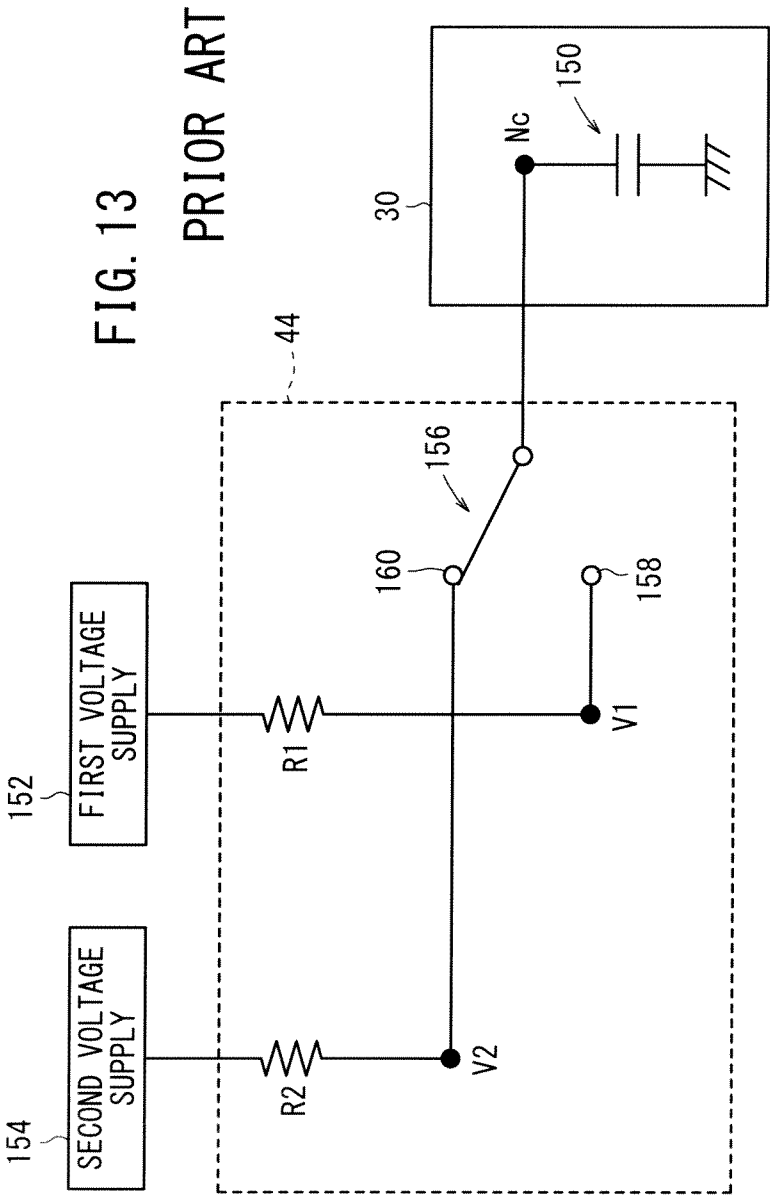 FIG. 13
PRIOR ART
154
SECOND VOLTAGE
SUPPLY
152
FIRST VOLTAGE
SUPPLY
44
R2
R1
V2
V1
160
156
158
30
Nc
150